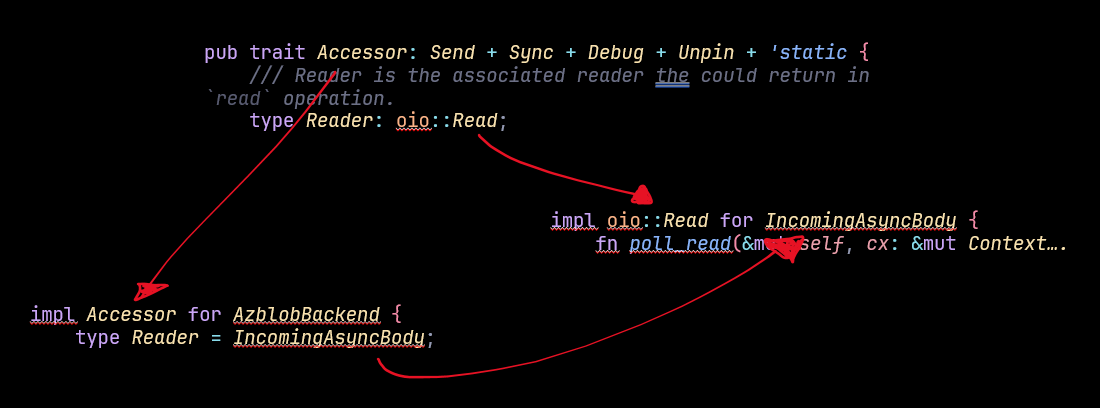 pub trait Accessor: Send + Sync + Debug + Unpin + 'static {
/// Reader is the associated reader the could return in
`read` operation.
type Reader: oio::Read;
impl oio::Read for IncomingAsyncBody {
fn poll_read(&mut self, cx: &mut Context….
impl Accessor for AzblobBackend {
type Reader = IncomingAsyncBody;